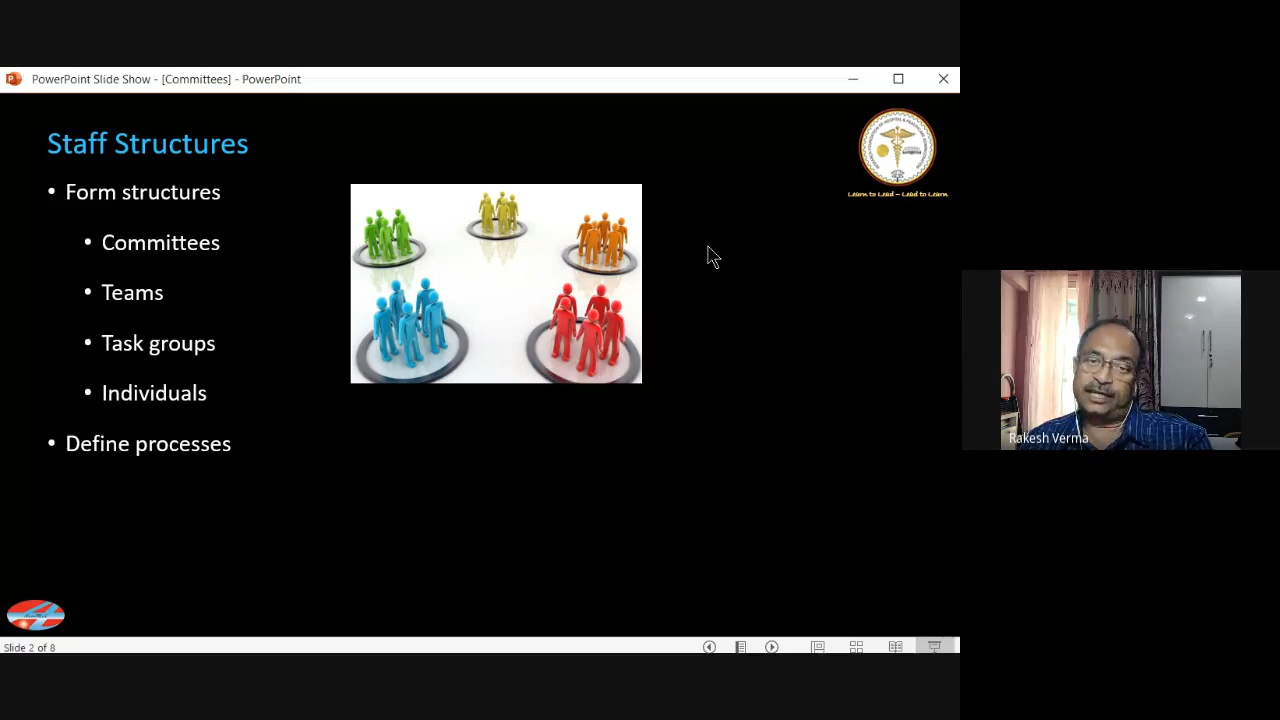 PowerPoint Slide Show - [Committees] - PowerPoint
Staff Structures
Learn to Lead – Lead to Learn
• Form structures
• Committees
• Teams
• Task groups
• Individuals
• Define processes
Rakesh Verma
Slide 2 of 8